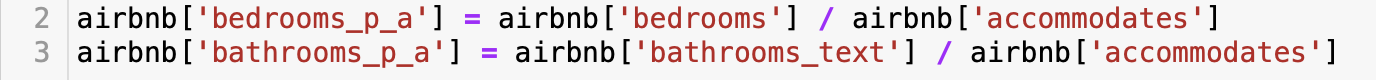 2 airbnb['bedrooms_p_a'] = airbnb['bedrooms'] / airbnb['accommodates']
3 airbnb['bathrooms_p_a'] = airbnb['bathrooms_text'] / airbnb['accommodates']